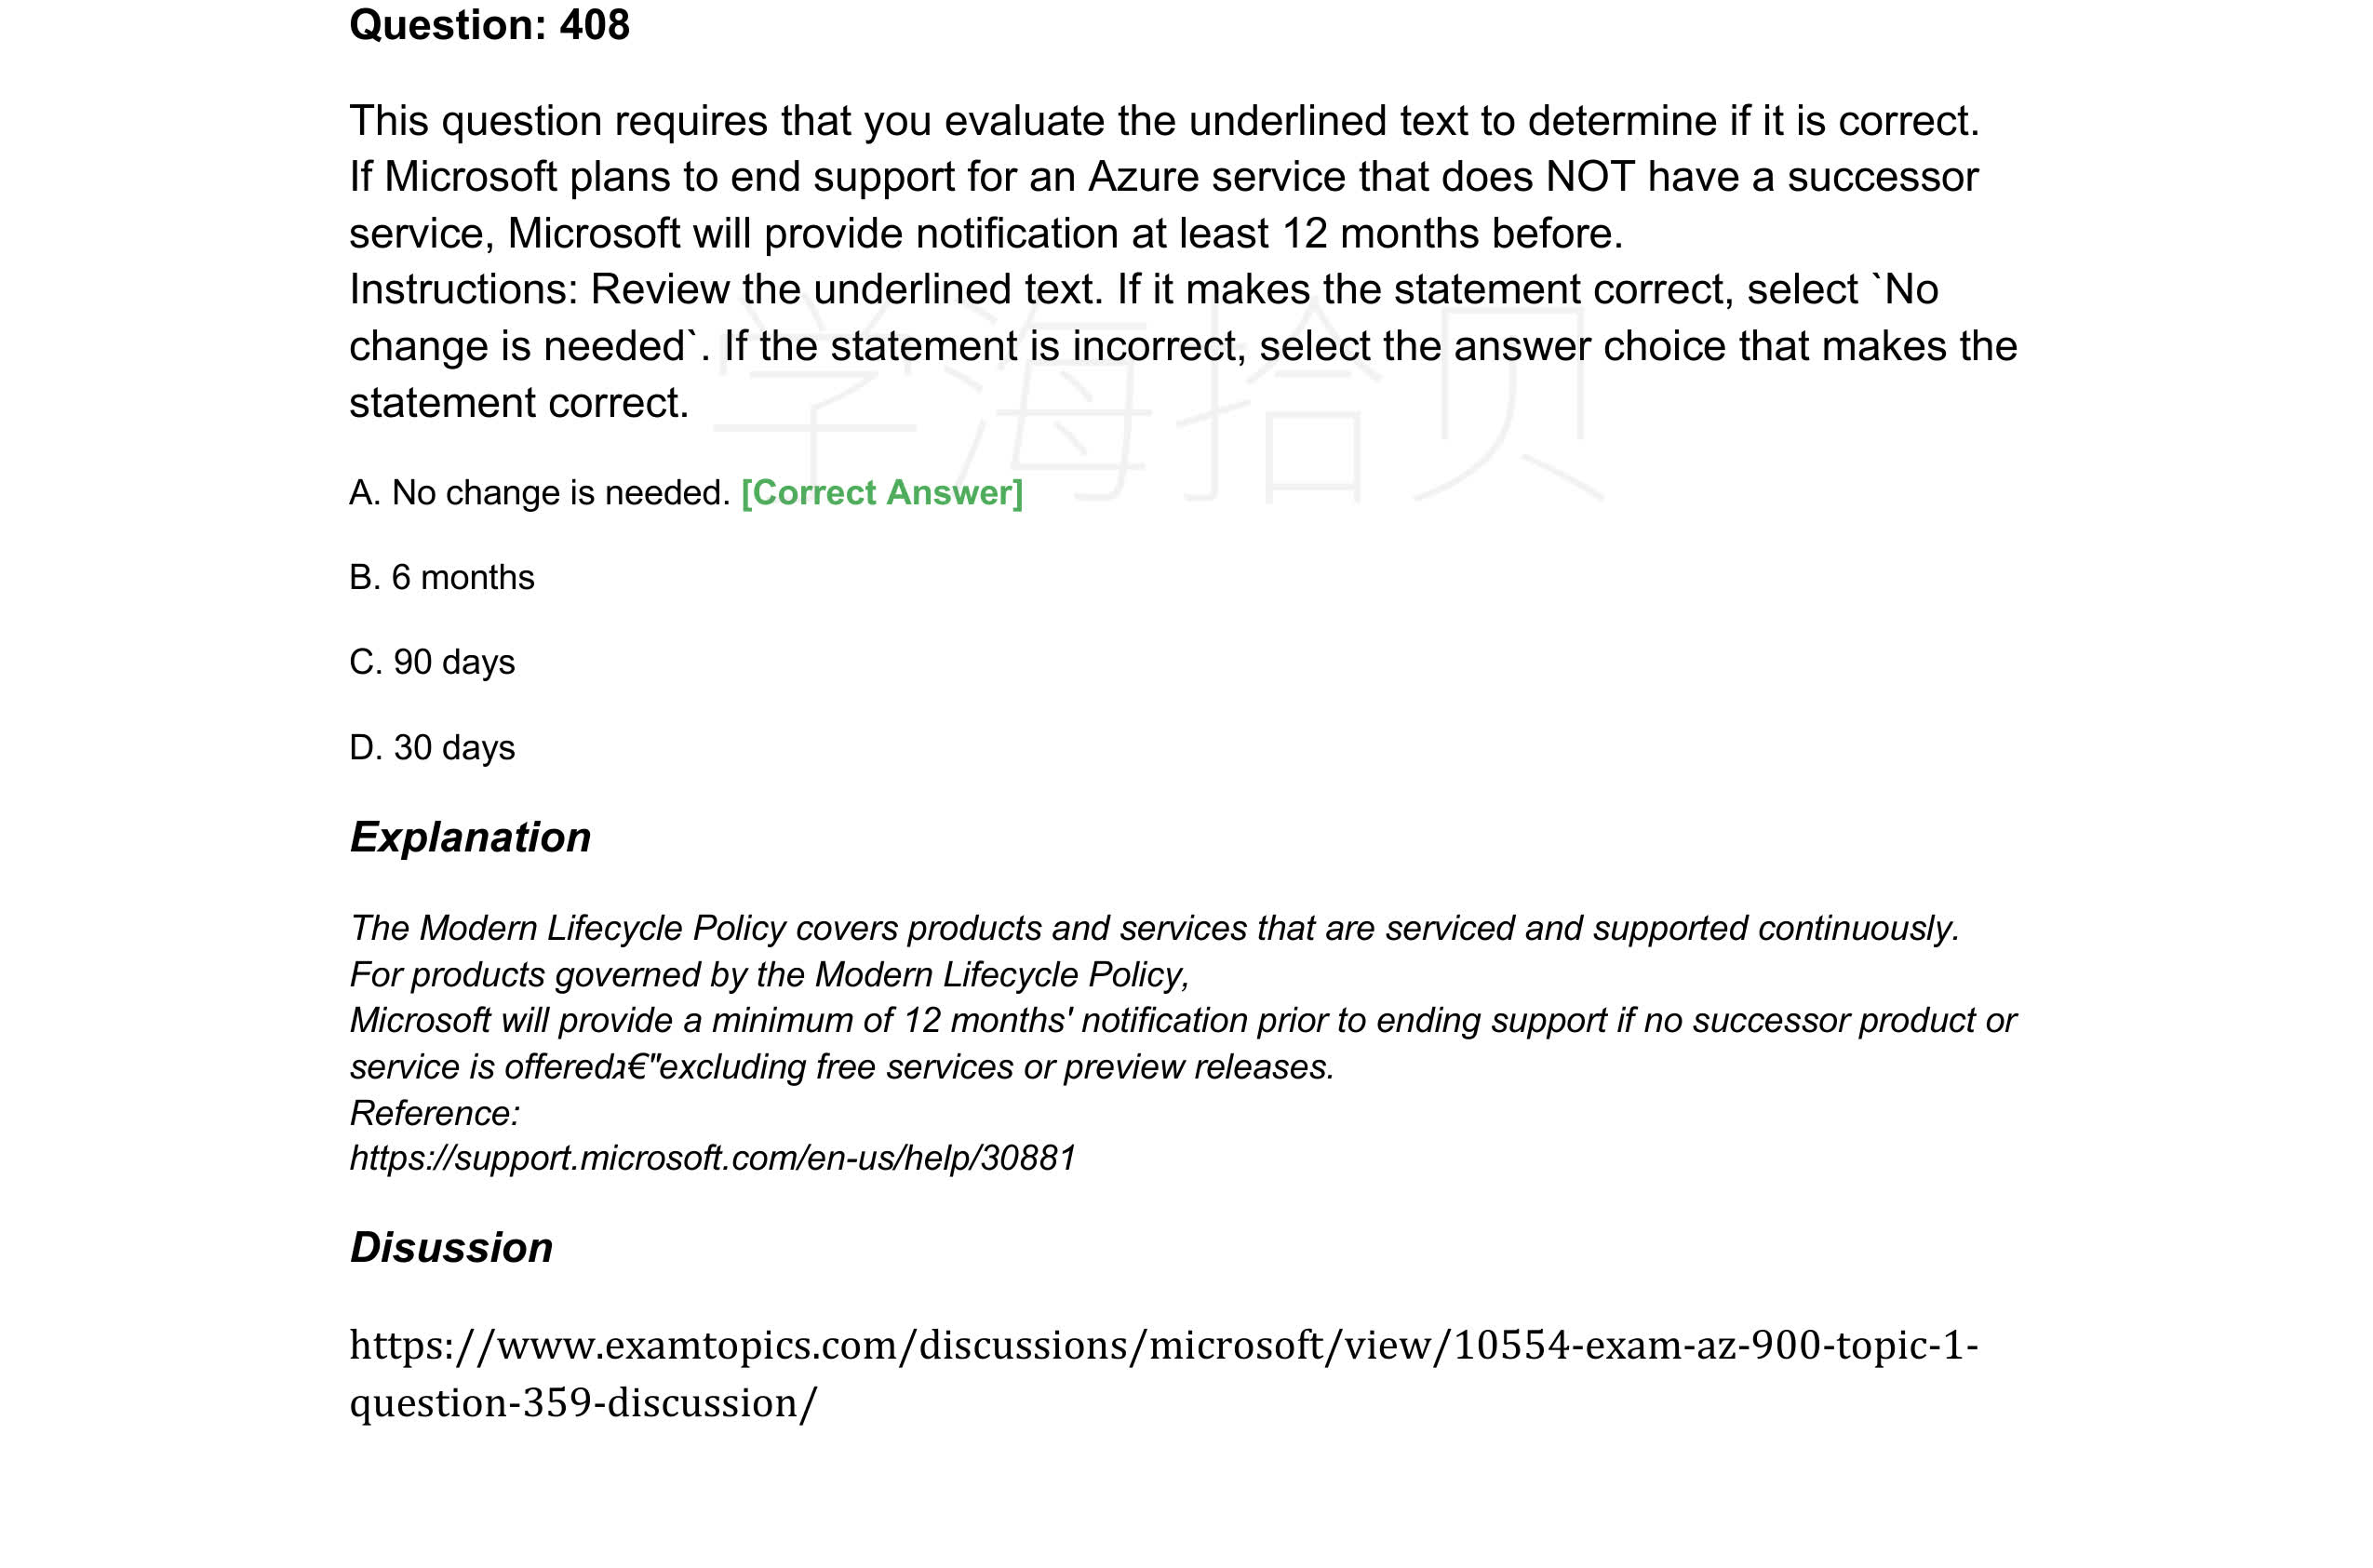 Question: 408
This question requires that you evaluate the underlined text to determine if it is correct.
If Microsoft plans to end support for an Azure service that does NOT have a successor
service, Microsoft will provide notification at least 12 months before.
Instructions: Review the underlined text. If it makes the statement correct, select `No
change is needed`. If the statement is incorrect, select the answer choice that makes the
statement correct.
学海拾贝
A. No change is needed. [Correct Answer]
B. 6 months
C. 90 days
D. 30 days
Explanation
The Modern Lifecycle Policy covers products and services that are serviced and supported continuously.
For products governed by the Modern Lifecycle Policy,
Microsoft will provide a minimum of 12 months' notification prior to ending support if no successor product or
service is offeredג€"excluding free services or preview releases.
Reference:
https://support.microsoft.com/en-us/help/30881
Disussion
https://www.examtopics.com/discussions/microsoft/view/10554-exam-az-900-topic-1-
question-359-discussion/